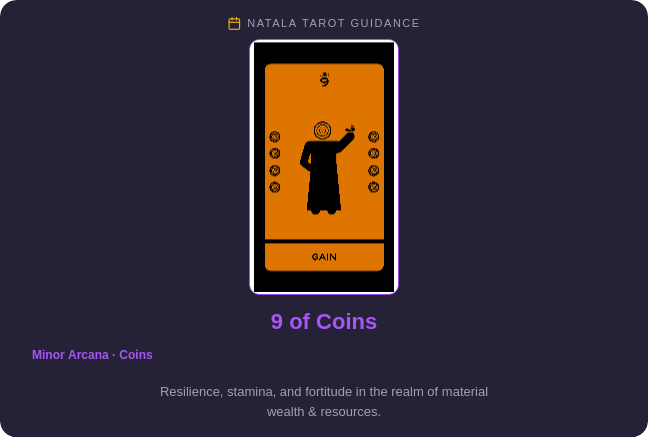 NATALA TAROT GUIDANCE
9
GAIN
9 of Coins
Minor Arcana · Coins
Resilience, stamina, and fortitude in the realm of material
wealth & resources.